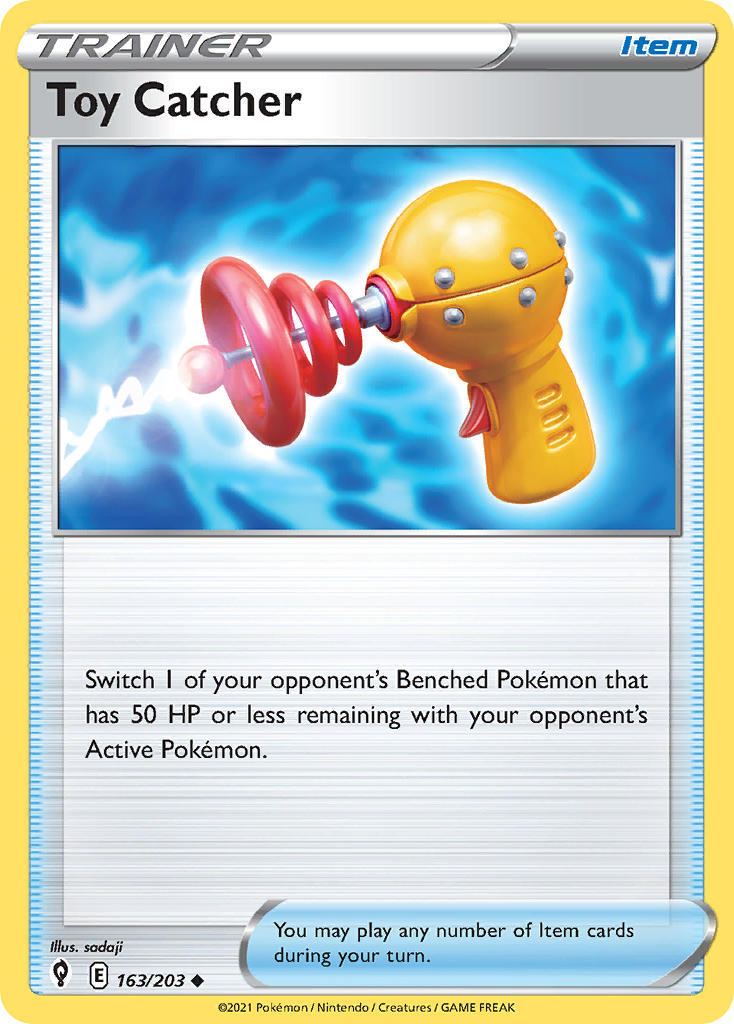 TRAINER
Item
Toy Catcher
Switch 1 of your opponent's Benched Pokémon that
has 50 HP or less remaining with your opponent's
Active Pokémon.
You may play any number of Item cards
during your turn.
Illus. sadaji
E 163/203
©2021 Pokémon / Nintendo / Creatures / GAME FREAK